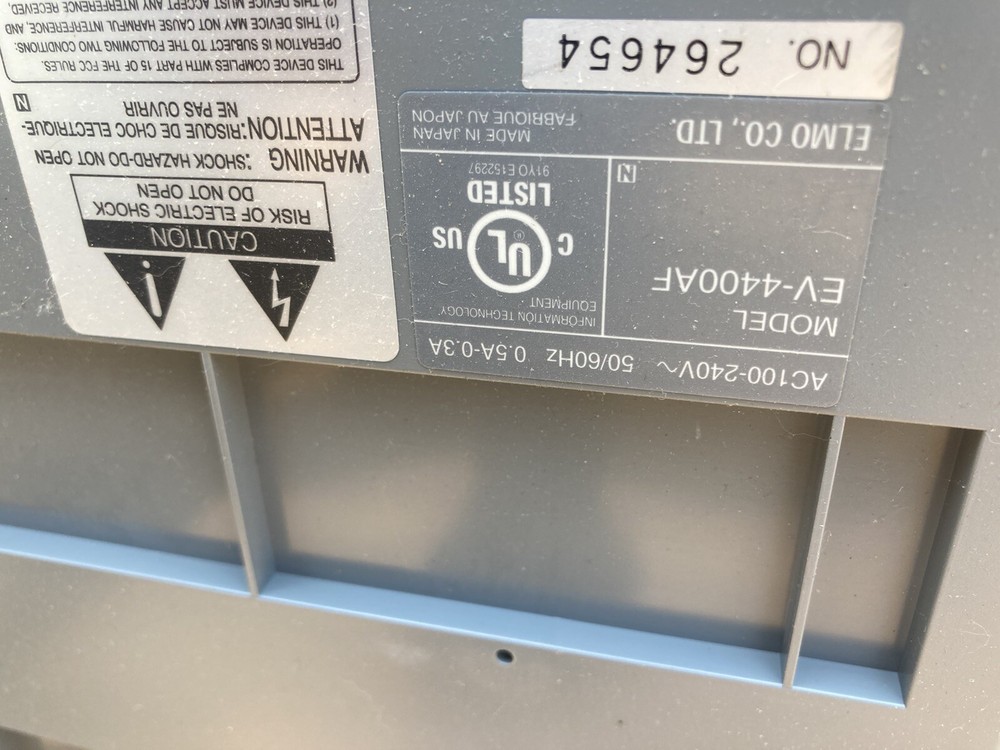 AC100-240V~ 50/60Hz 0.5A-0.3A
MODEL
EV-4400AF
N
INFORMATION TECHNOLOGY
EQUIPMENT
C UL ® US
LISTED
91YO E152297
ELMO CO., LTD.
MADE IN JAPAN
FABRIQUE AU JAPON
NO. 264654
CAUTION
RISK OF ELECTRIC SHOCK
DO NOT OPEN
WARNING :SHOCK HAZARD-DO NOT OPEN
ATTENTION:RISQUE DE CHOC ELECTRIQUE-
NE PAS OUVRIR
N
THIS DEVICE COMPLIES WITH PART 15 OF THE FCC RULES.
OPERATION IS SUBJECT TO THE FOLLOWING TWO CONDITIONS:
(1) THIS DEVICE MAY NOT CAUSE HARMFUL INTERFERENCE, AND,
(2) THIS DEVICE MUST ACCEPT ANY INTERFERENCE RECEIVED,